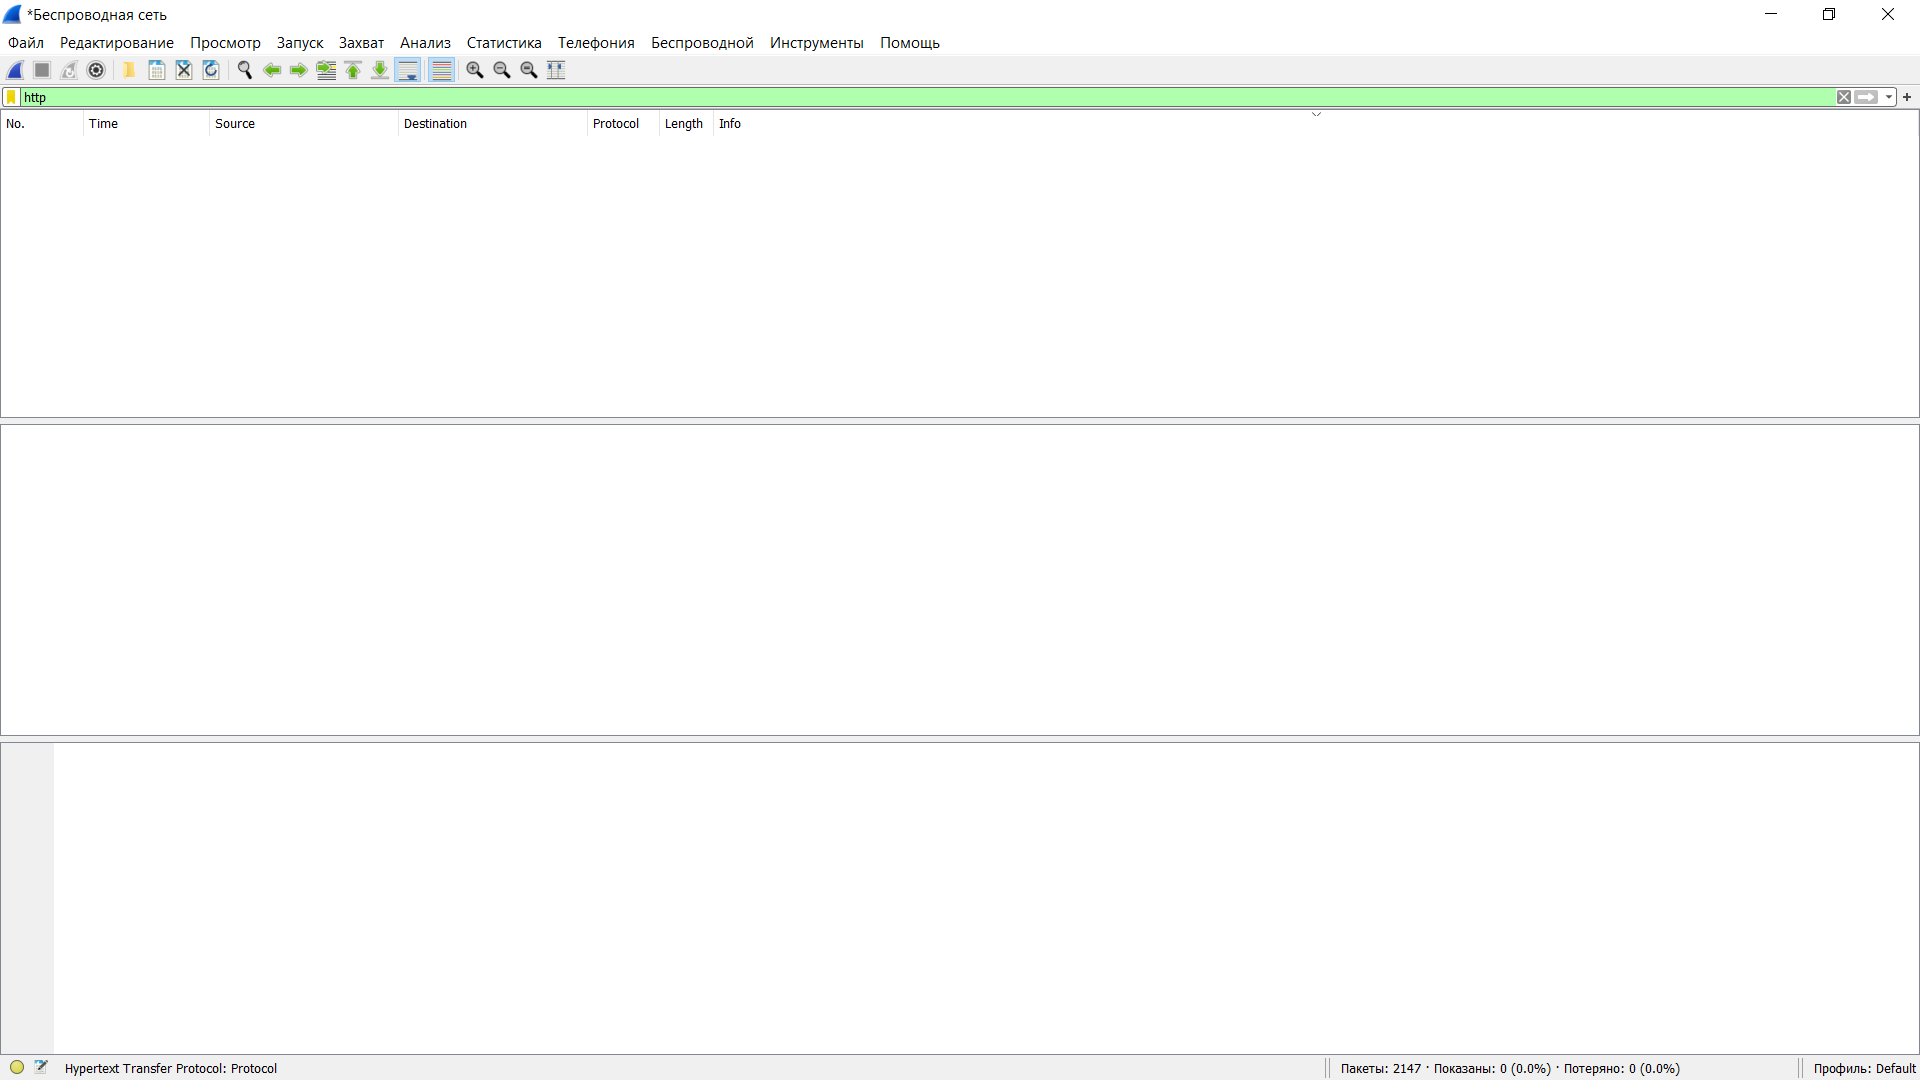 *Беспроводная сеть
Файл Редактирование Просмотр Запуск Захват Анализ Статистика Телефония Беспроводной Инструменты Помощь
http
No. Time Source Destination Protocol Length Info
Hypertext Transfer Protocol: Protocol Пакеты: 2147 · Показаны: 0 (0.0%) · Потеряно: 0 (0.0%) Профиль: Default